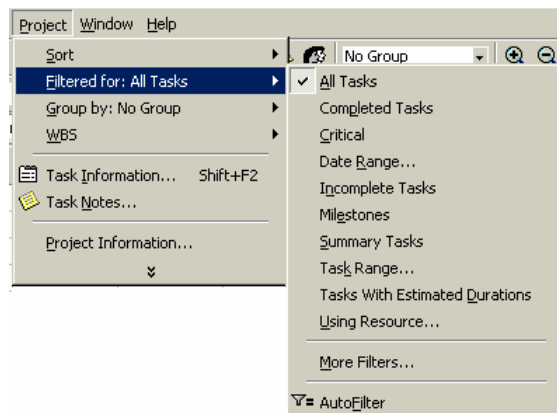 Project Window Help
Sort
No Group
Filtered for: All Tasks
All Tasks
Group by: No Group
Completed Tasks
WBS
Critical
Date Range...
Task Information... Shift+F2
Incomplete Tasks
Task Notes...
Milestones
Project Information...
Summary Tasks
Task Range...
Tasks With Estimated Durations
Using Resource...
More Filters...
AutoFilter